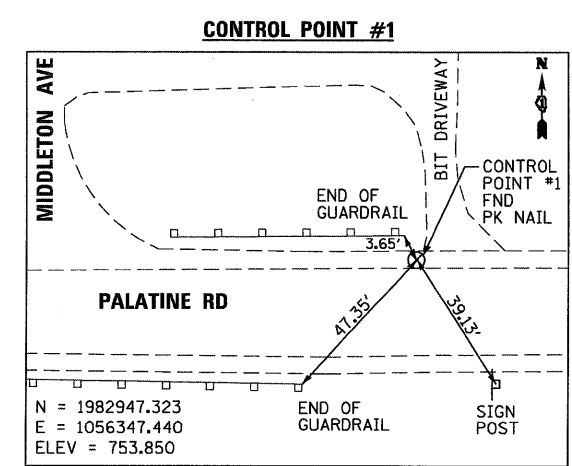 CONTROL POINT #1
MIDDLETON AVE
BIT DRIVEWAY
N
CONTROL
POINT #1
FND
PK NAIL
END OF
GUARDRAIL
3.65'
PALATINE RD
47.35'
39.13'
N = 1982947.323
E = 1056347.440
ELEV = 753.850
END OF
GUARDRAIL
SIGN
POST